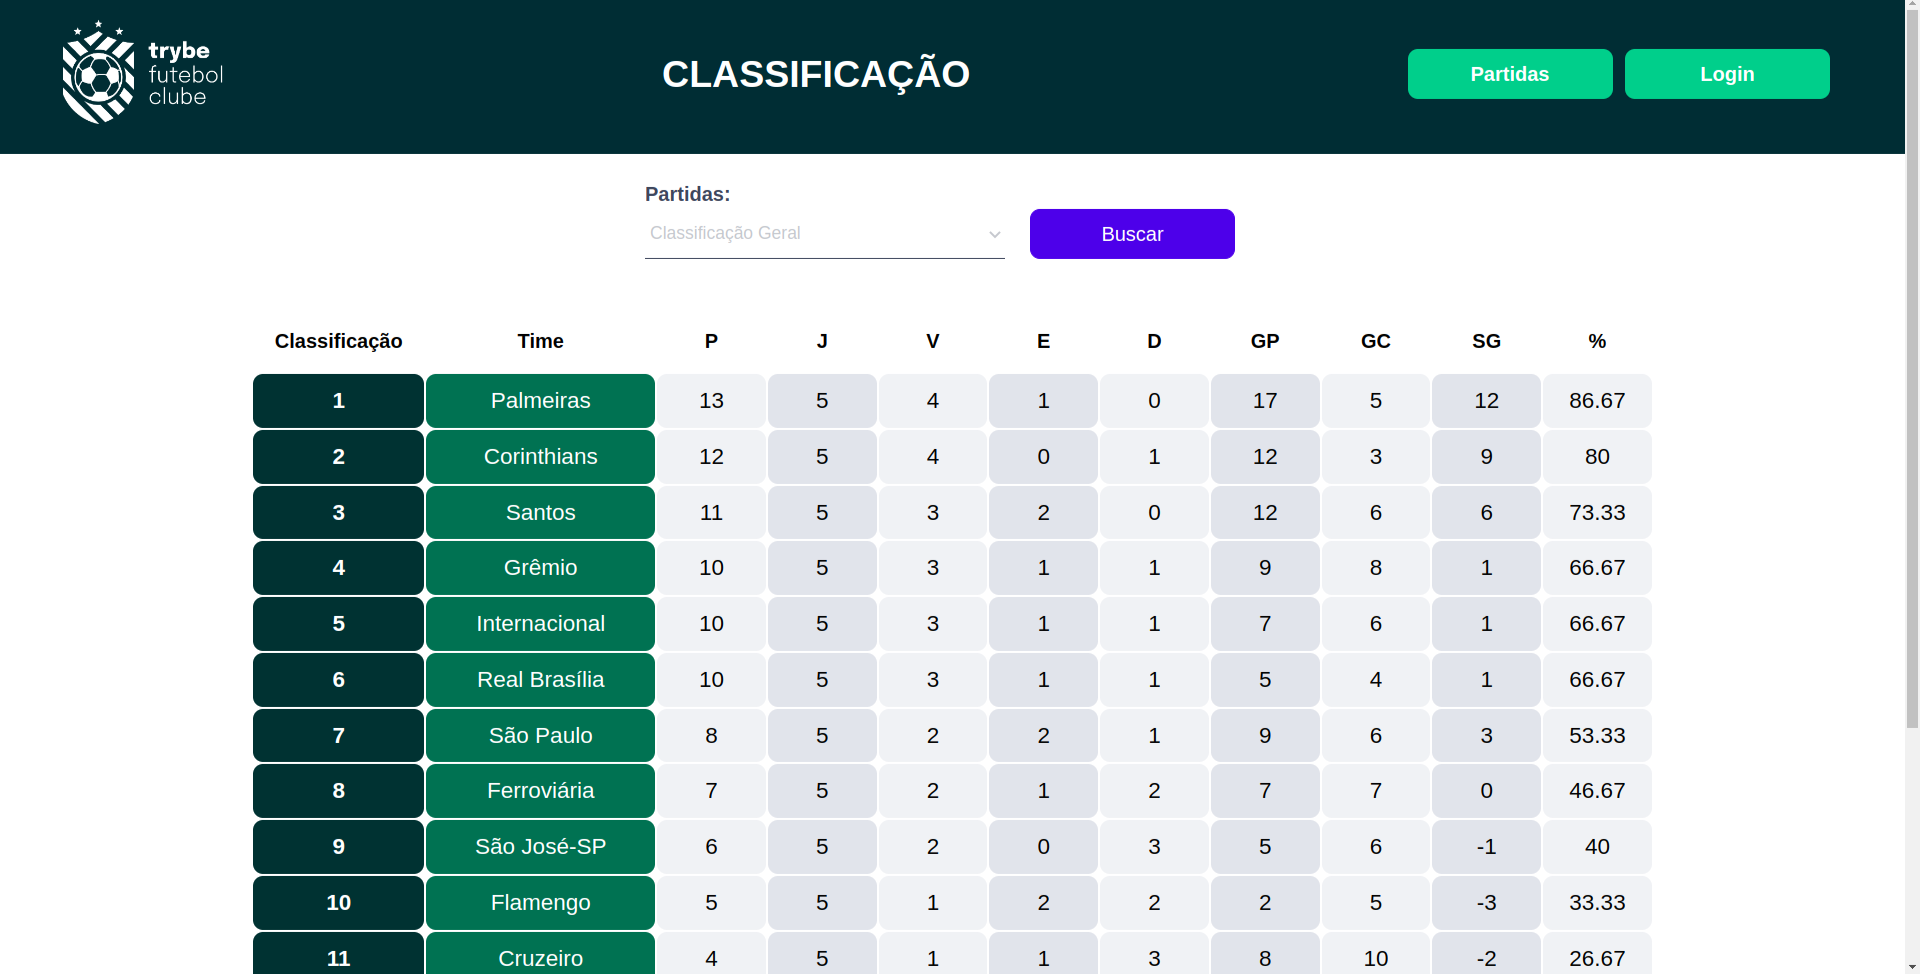 trybe
futebol
clube
CLASSIFICAÇÃO
Partidas
Login
Partidas:
Classificação Geral
Buscar
Classificação Time P J V E D GP GC SG %
1 Palmeiras 13 5 4 1 0 17 5 12 86.67
2 Corinthians 12 5 4 0 1 12 3 9 80
3 Santos 11 5 3 2 0 12 6 6 73.33
4 Grêmio 10 5 3 1 1 9 8 1 66.67
5 Internacional 10 5 3 1 1 7 6 1 66.67
6 Real Brasília 10 5 3 1 1 5 4 1 66.67
7 São Paulo 8 5 2 2 1 9 6 3 53.33
8 Ferroviária 7 5 2 1 2 7 7 0 46.67
9 São José-SP 6 5 2 0 3 5 6 -1 40
10 Flamengo 5 5 1 2 2 2 5 -3 33.33
11 Cruzeiro 4 5 1 1 3 8 10 -2 26.67